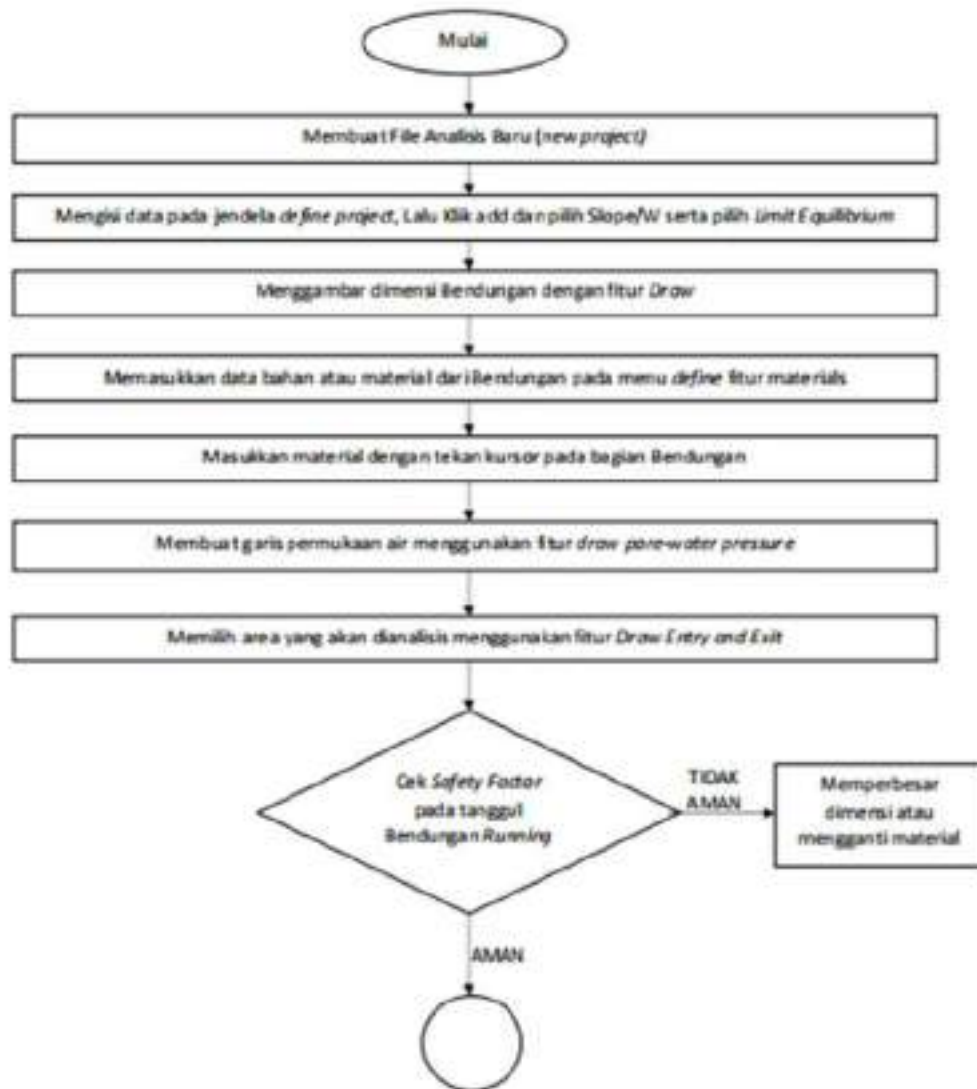 Mulai
Membuat File Analisis Baru (new project)
Mengisi data pada jendela define project, Lalu Klik add dan pilih Slope/W serta pilih Limit Equilibrium
Menggambar dimensi Bendungan dengan fitur Draw
Memasukkan data bahan atau material dari Bendungan pada menu define fitur materials
Masukkan material dengan tekan kursor pada bagian Bendungan
Membuat garis permukaan air menggunakan fitur draw pore-water pressure
Memilih area yang akan dianalisis menggunakan fitur Draw Entry and Exit
Cek Safety Factor
pada tanggul
Bendungan Running
TIDAK
AMAN
Memperbesar
dimensi atau
mengganti material
AMAN